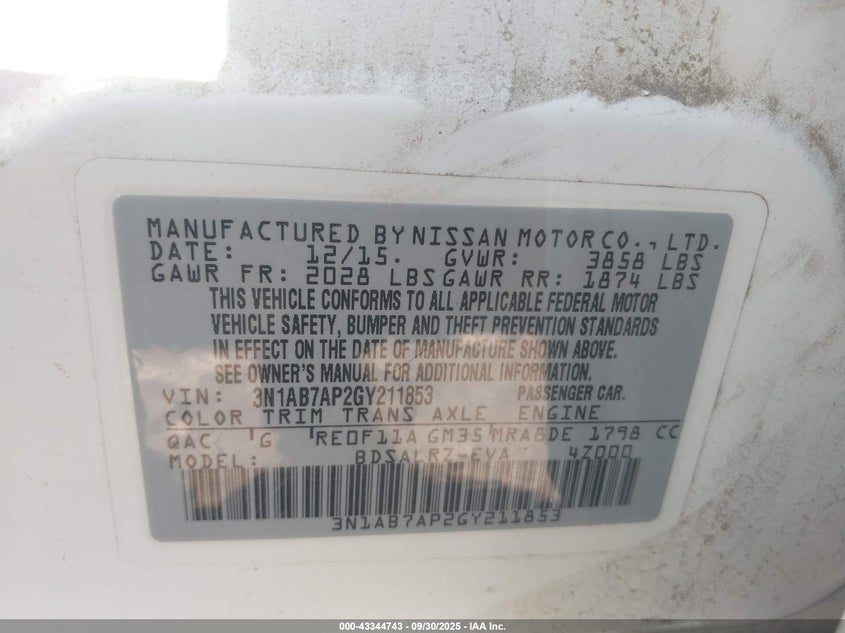 MANUFACTURED BY NISSAN MOTOR CO., LTD.
DATE: 12/15. GVWR: 3858 LBS
GAWR FR: 2028 LBS GAWR RR: 1874 LBS
THIS VEHICLE CONFORMS TO ALL APPLICABLE FEDERAL MOTOR
VEHICLE SAFETY, BUMPER AND THEFT PREVENTION STANDARDS
IN EFFECT ON THE DATE OF MANUFACTURE SHOWN ABOVE.
SEE OWNER'S MANUAL FOR ADDITIONAL INFORMATION.
VIN: 3N1AB7AP2GY211853 PASSENGER CAR.
COLOR TRIM TRANS AXLE ENGINE
QAC G RE0F11A GM35 MRA8DE 1798 CC
MODEL: BDSALRZ-EVA 4Z000
3N1AB7AP2GY211853
000-43344743 - 09/30/2025 - IAA Inc.